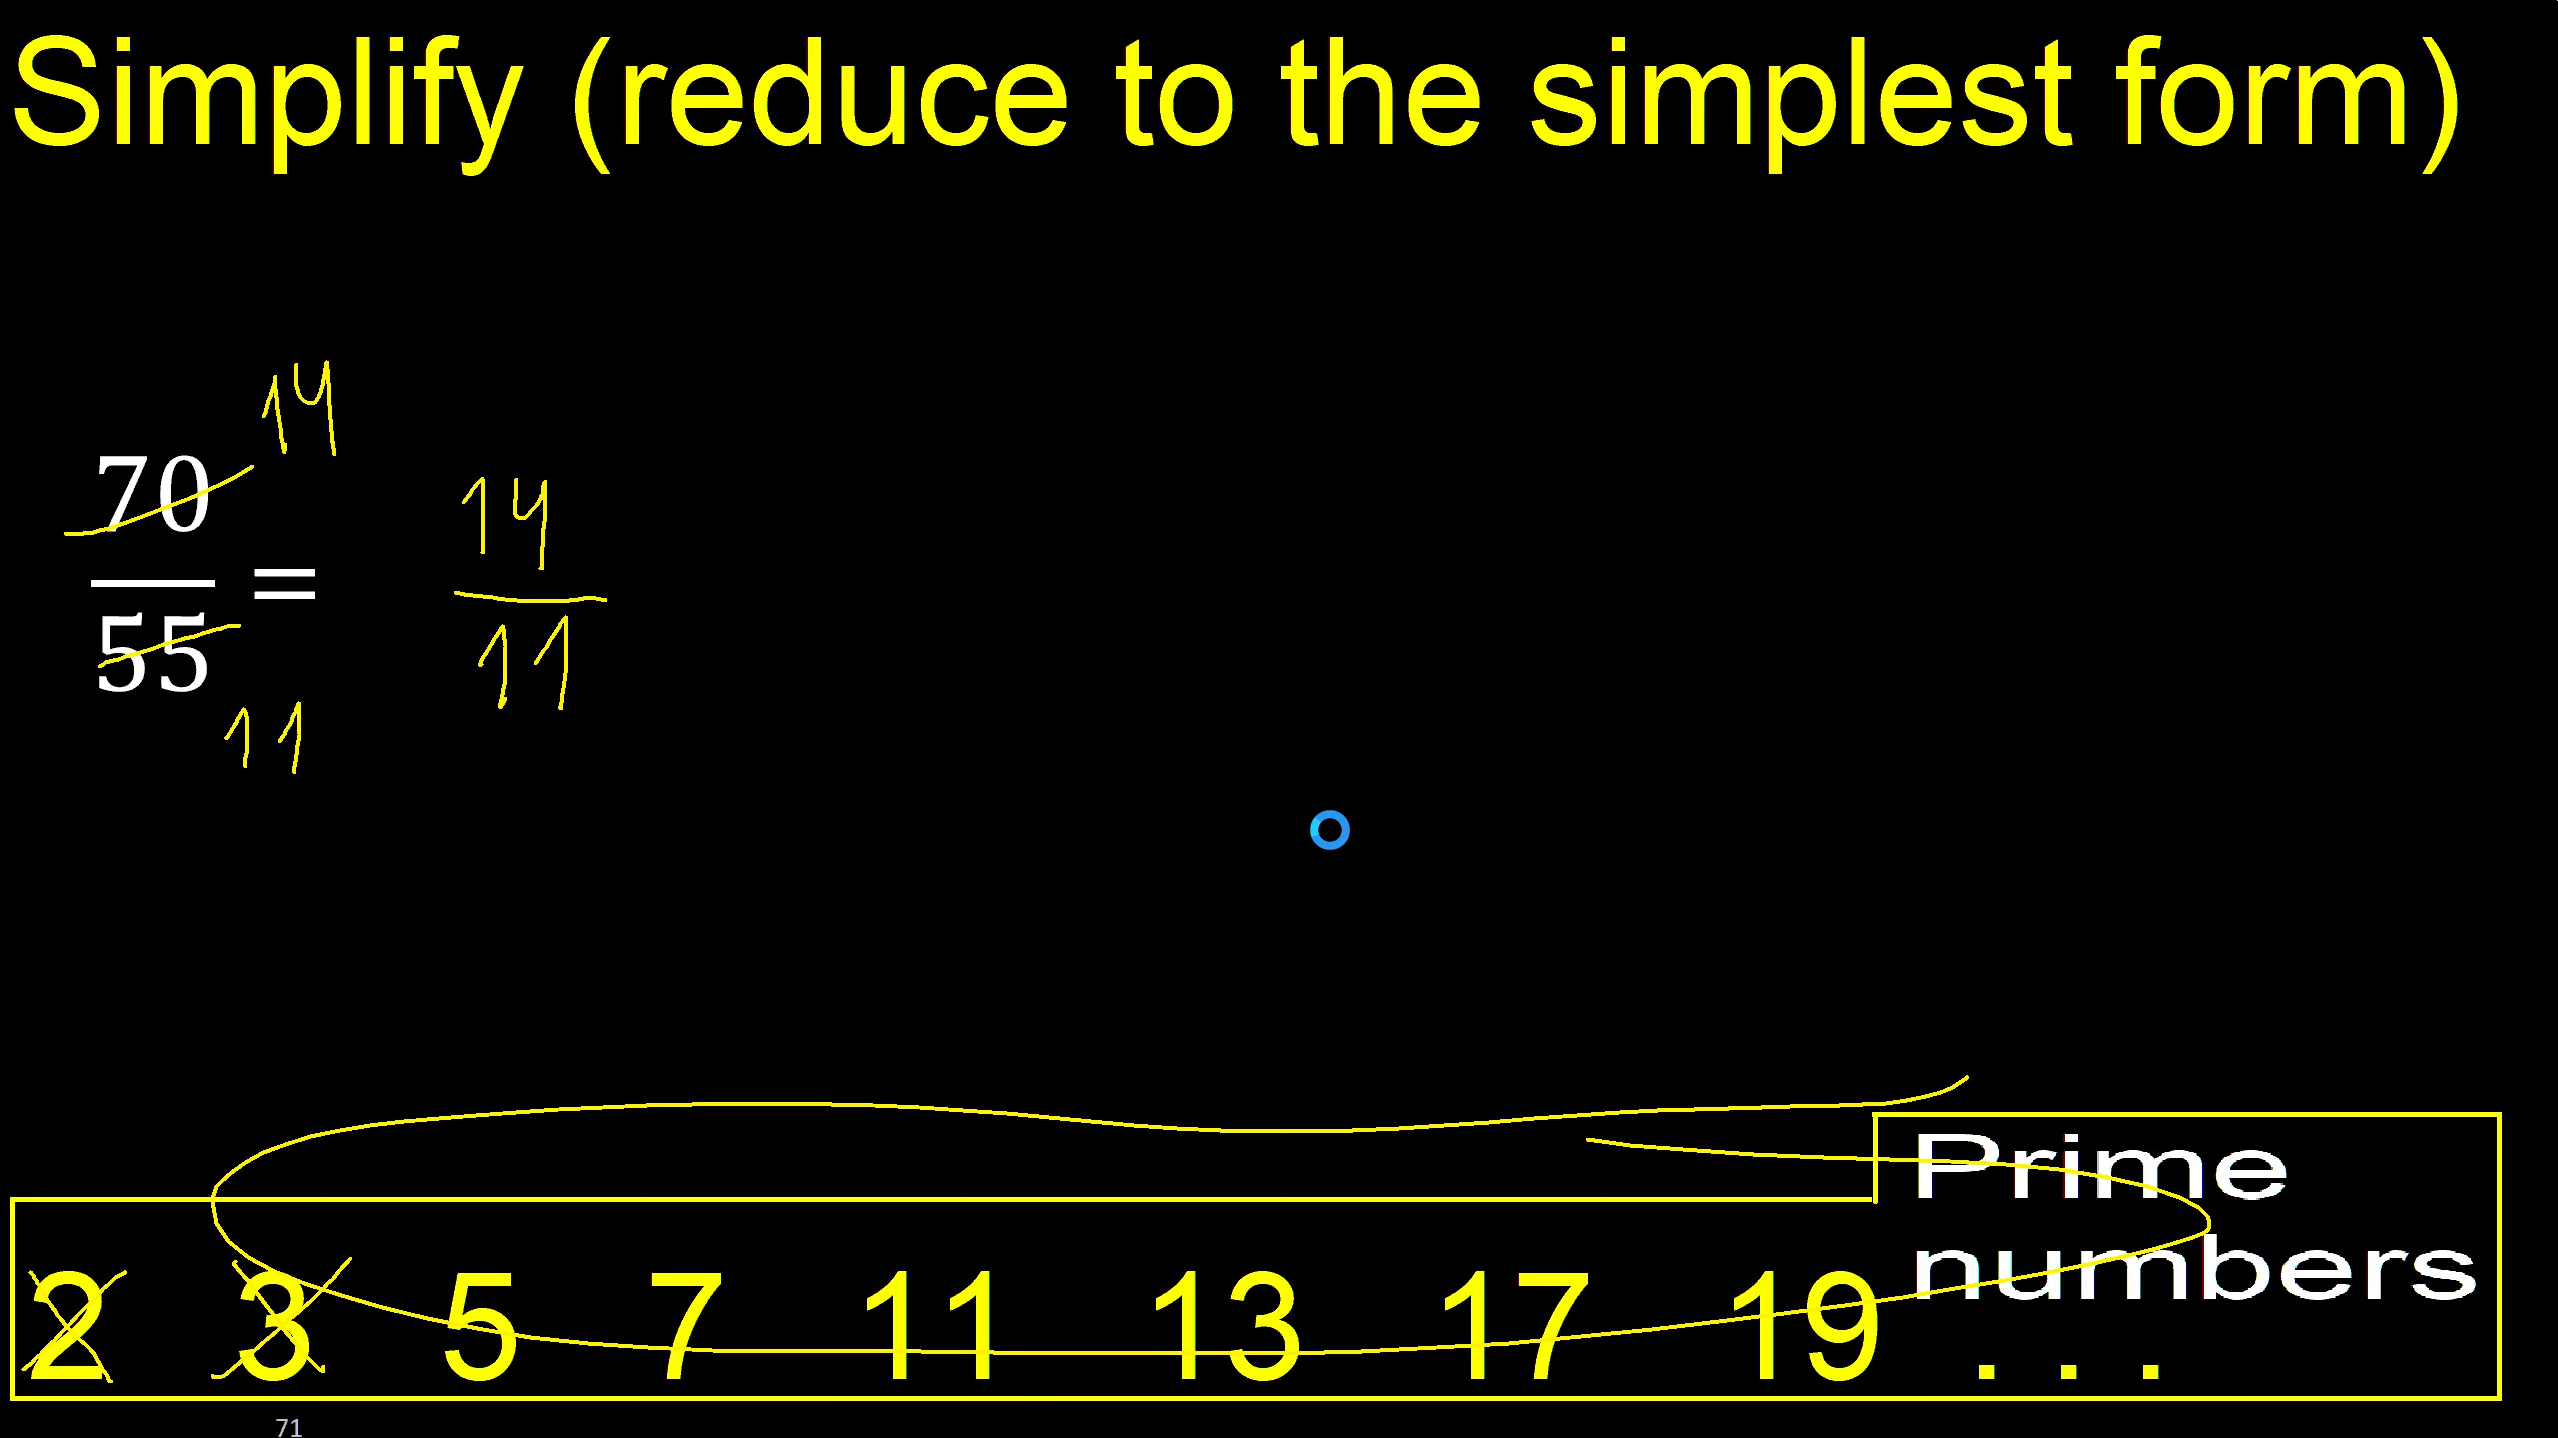 Simplify (reduce to the simplest form)
14
70
55
=
11
14
11
Prime
numbers
2 3 5 7 11 13 17 19 . . .
71